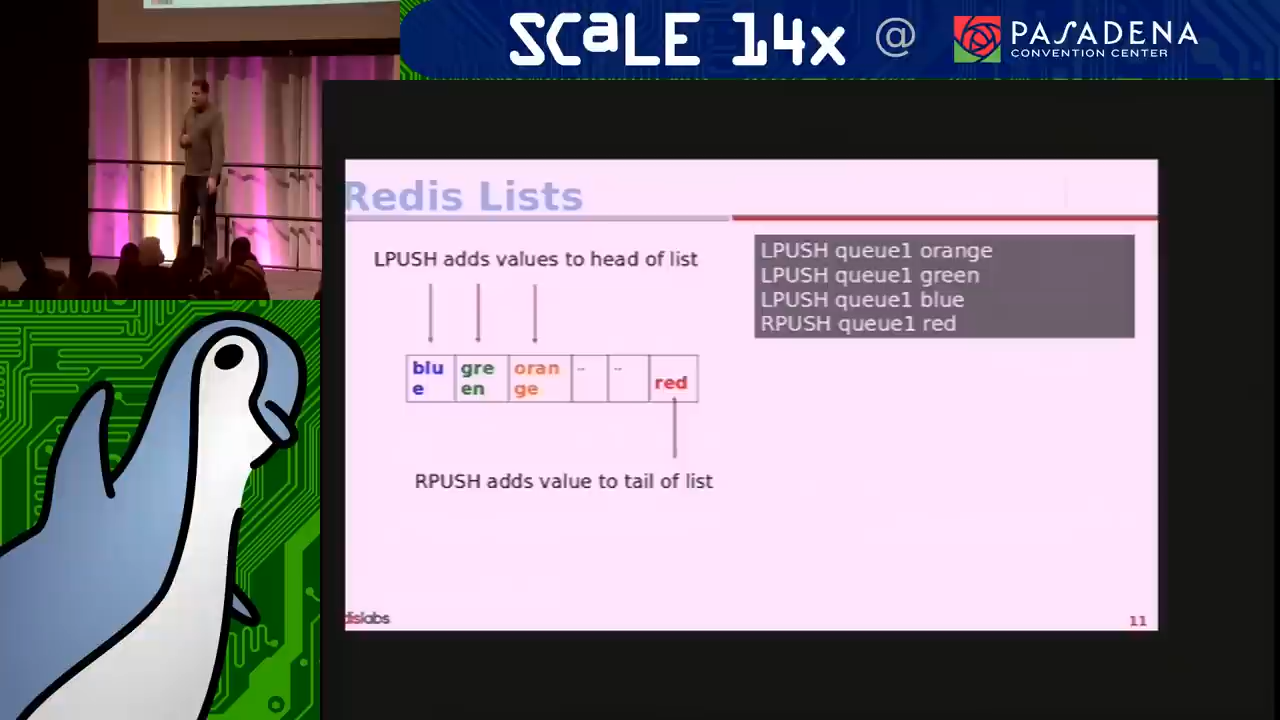 SCaLE 14x @ PASADENA
CONVENTION CENTER
Redis Lists
LPUSH adds values to head of list
LPUSH queue1 orange
LPUSH queue1 green
LPUSH queue1 blue
RPUSH queue1 red
blu
e
gre
en
oran
ge
--
--
red
RPUSH adds value to tail of list
dislabs
11